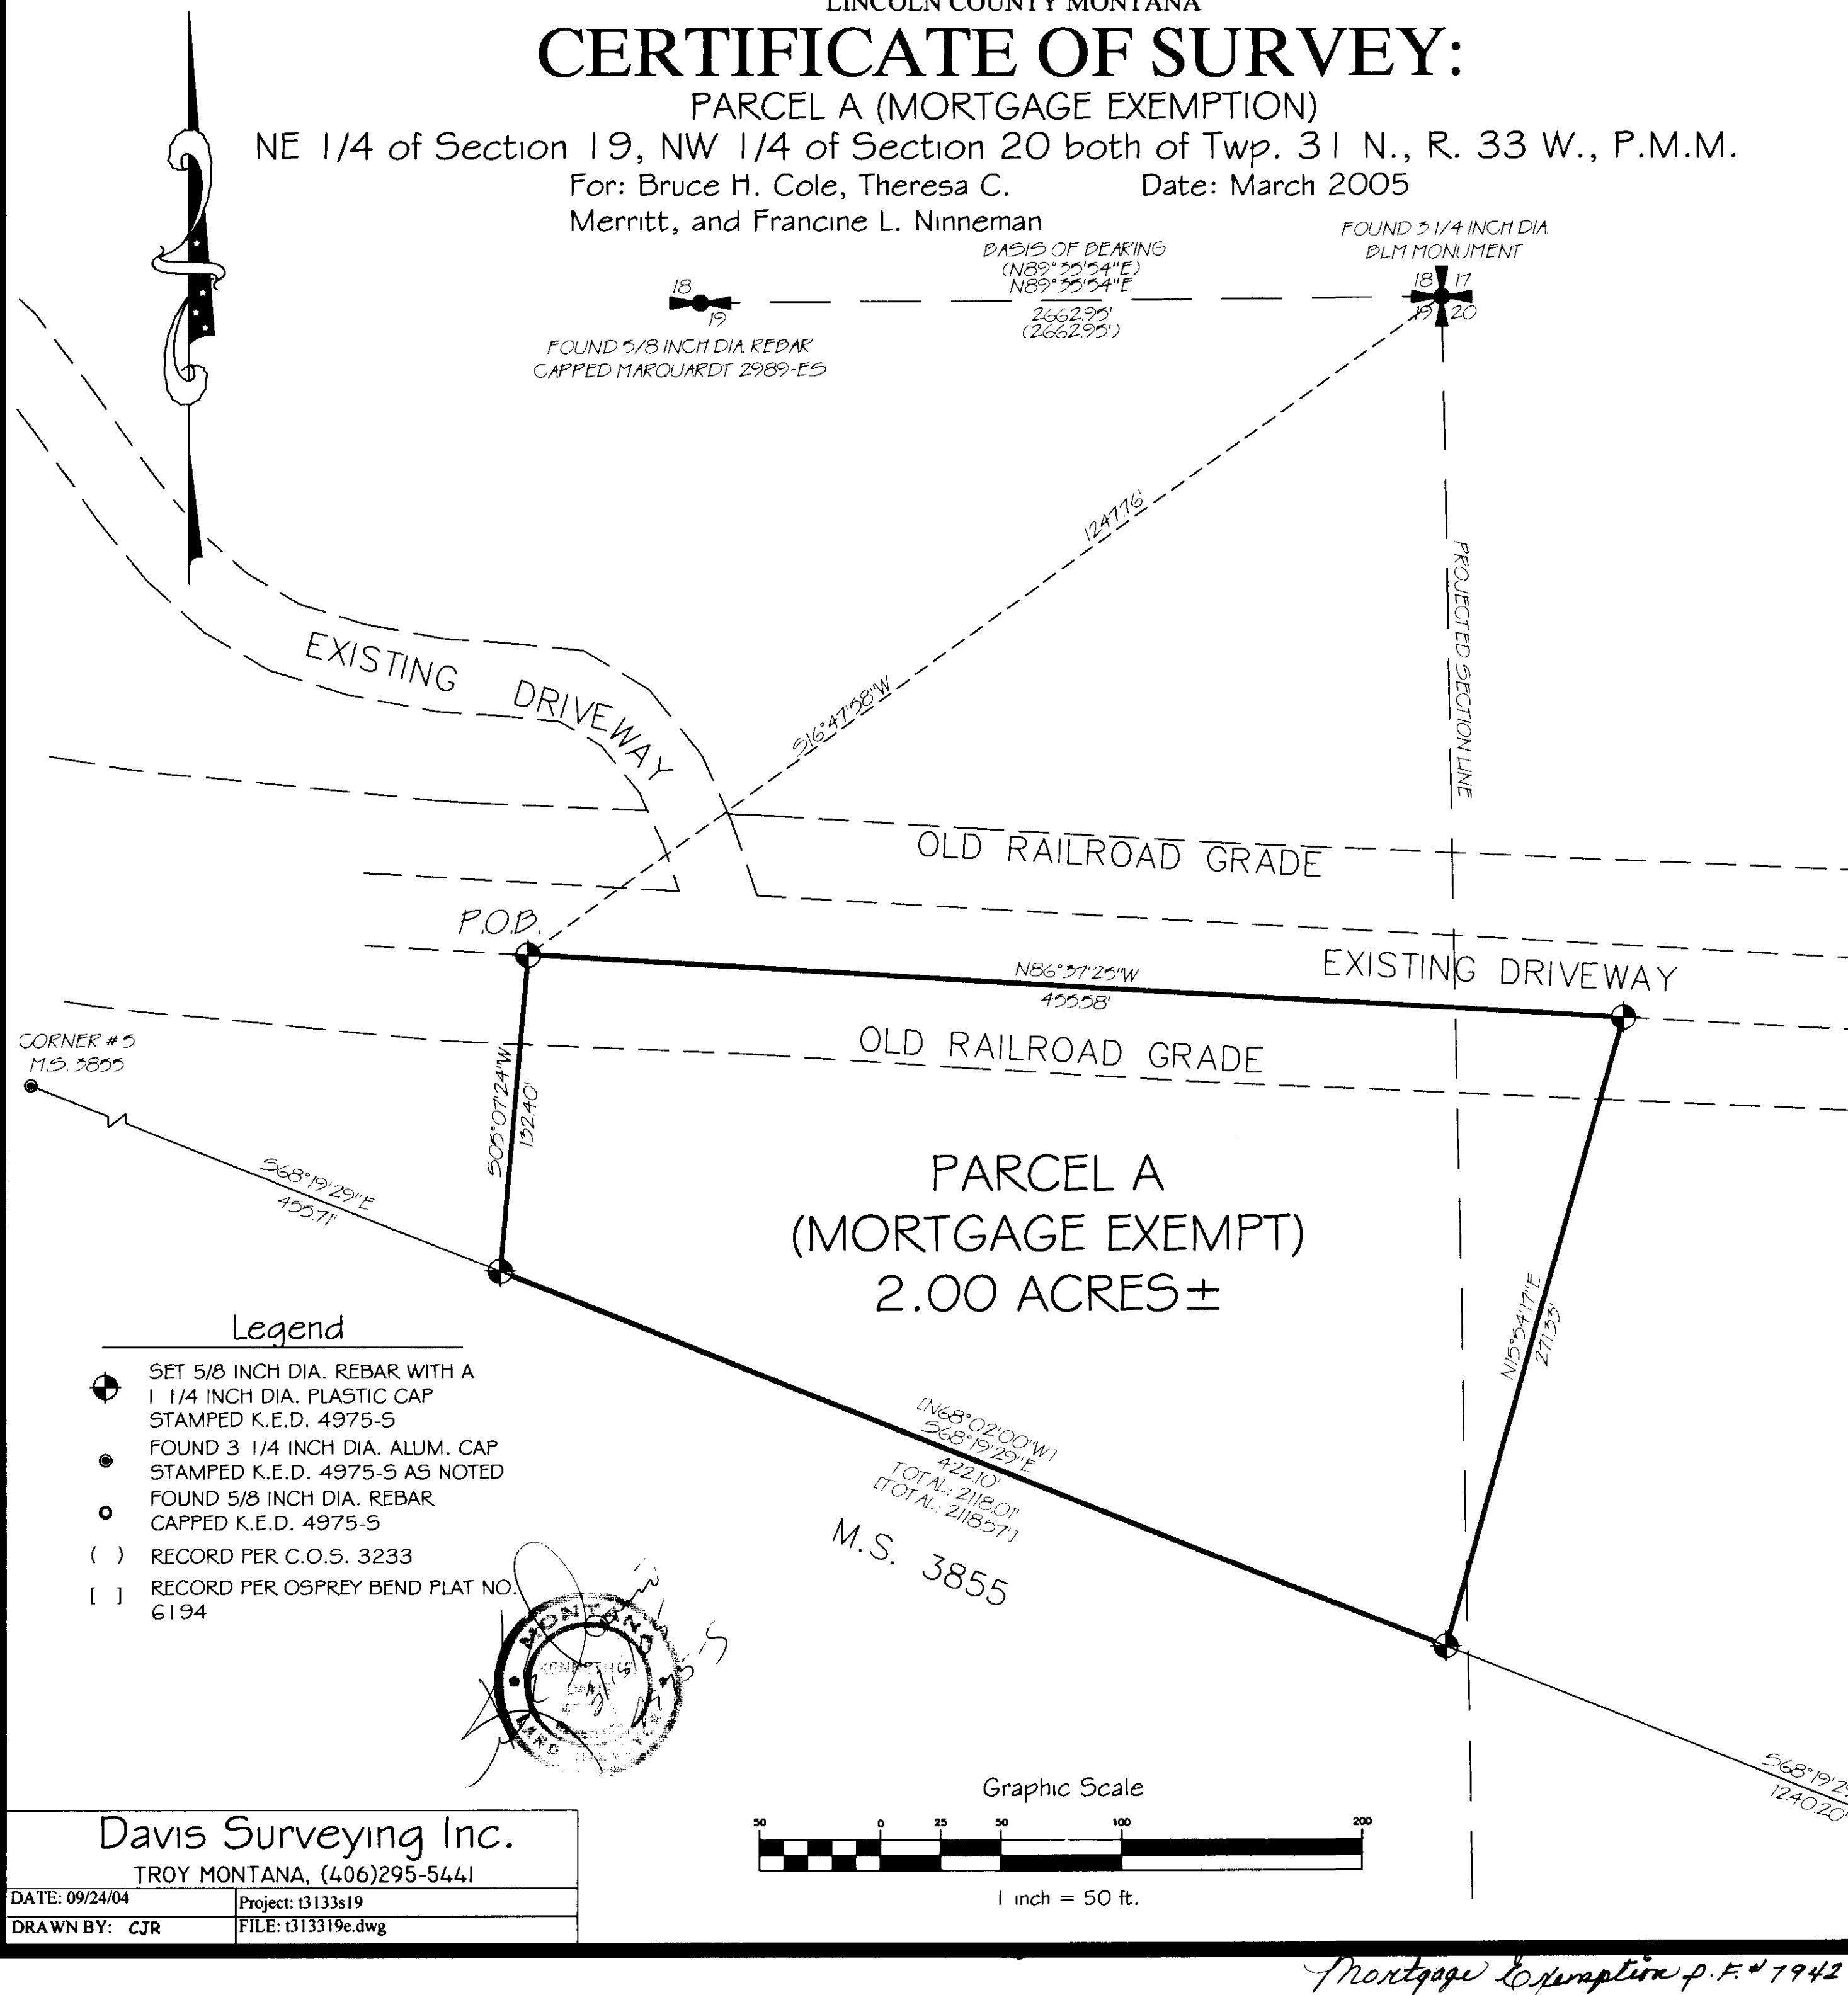 LINCOLN COUNTY MONTANA
CERTIFICATE OF SURVEY:
PARCEL A (MORTGAGE EXEMPTION)
NE 1/4 of Section 19, NW 1/4 of Section 20 both of Twp. 31 N., R. 33 W., P.M.M.
For: Bruce H. Cole, Theresa C.
Merritt, and Francine L. Ninneman
Date: March 2005
BASIS OF BEARING
(N89°35'54"E)
N89°35'54"E
2662.95'
(2662.95')
FOUND 3 1/4 INCH DIA.
BLM MONUMENT
18
17
19
20
18
19
FOUND 5/8 INCH DIA. REBAR
CAPPED MARQUARDT 2989-ES
1247.76'
S16°47'58"W
PROJECTED SECTION LINE
EXISTING DRIVEWAY
OLD RAILROAD GRADE
P.O.B.
N86°37'25"W
455.58'
EXISTING DRIVEWAY
OLD RAILROAD GRADE
CORNER #5
M.S. 3855
S05°07'24"W
132.40'
S68°19'29"E
455.71'
PARCEL A
(MORTGAGE EXEMPT)
2.00 ACRES±
N15°54'17"E
271.33'
[N68°02'00"W]
S68°19'29"E
422.10'
TOTAL: 2118.01'
[TOTAL: 2118.57']
M.S. 3855
S68°19'2
1240.20'
Legend
SET 5/8 INCH DIA. REBAR WITH A
1 1/4 INCH DIA. PLASTIC CAP
STAMPED K.E.D. 4975-S
FOUND 3 1/4 INCH DIA. ALUM. CAP
STAMPED K.E.D. 4975-S AS NOTED
FOUND 5/8 INCH DIA. REBAR
CAPPED K.E.D. 4975-S
( ) RECORD PER C.O.S. 3233
[ ] RECORD PER OSPREY BEND PLAT NO.
6194
MONTANA
Graphic Scale
50 0 25 50 100 200
1 inch = 50 ft.
Davis Surveying Inc.
TROY MONTANA, (406)295-5441
DATE: 09/24/04
Project: t3133s19
DRAWN BY: CJR
FILE: t313319e.dwg
Mortgage Exemption p.F.# 7942